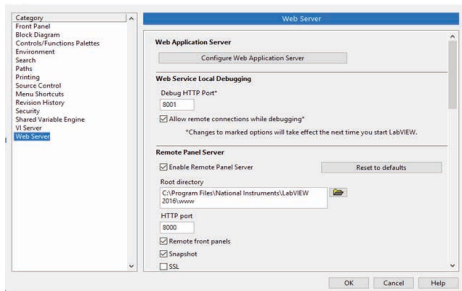 Category
Front Panel
Block Diagram
Controls/Functions Palettes
Environment
Search
Paths
Printing
Source Control
Menu Shortcuts
Revision History
Security
Shared Variable Engine
VI Server
Web Server
Web Server
Web Application Server
Configure Web Application Server
Web Service Local Debugging
Debug HTTP Port*
8001
Allow remote connections while debugging*
*Changes to marked options will take effect the next time you start LabVIEW.
Remote Panel Server
Enable Remote Panel Server
Reset to defaults
Root directory
C:\Program Files\National Instruments\LabVIEW
2016\www
HTTP port
8000
Remote front panels
Snapshot
SSL
OK Cancel Help